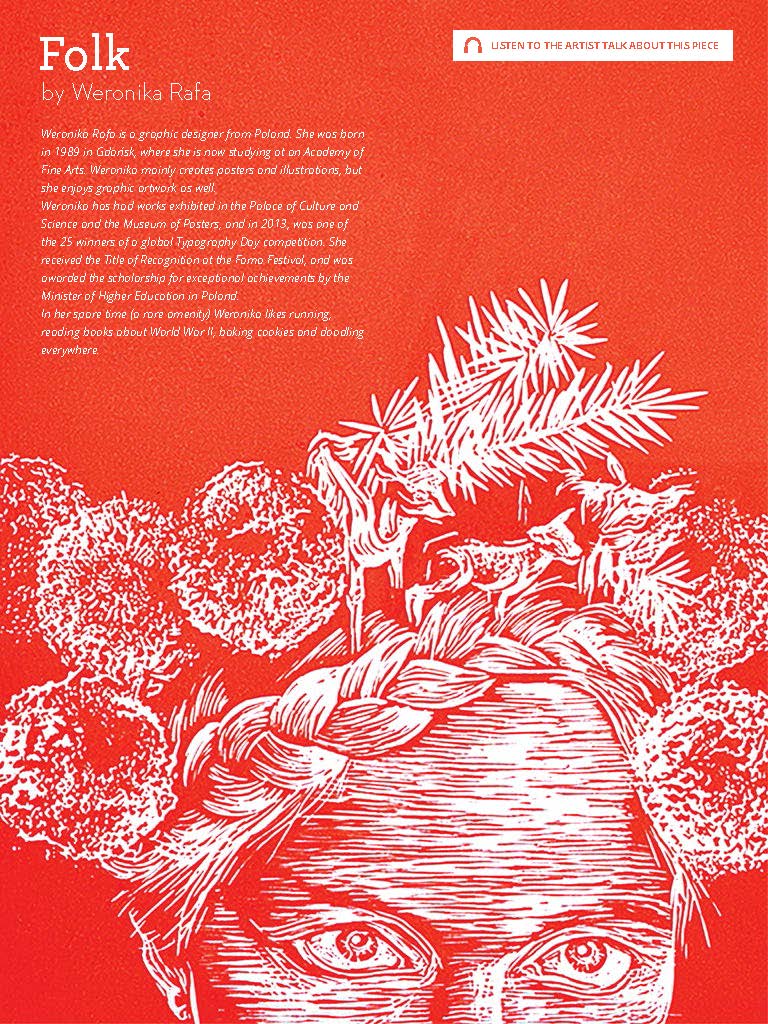 Folk
by Weronika Rafa
LISTEN TO THE ARTIST TALK ABOUT THIS PIECE
Weronika Rafa is a graphic designer from Poland. She was born
in 1989 in Gdańsk, where she is now studying at an Academy of
Fine Arts. Weronika mainly creates posters and illustrations, but
she enjoys graphic artwork as well.
Weronika has had works exhibited in the Palace of Culture and
Science and the Museum of Posters, and in 2013, was one of
the 25 winners of a global Typography Day competition. She
received the Title of Recognition at the Fama Festival, and was
awarded the scholarship for exceptional achievements by the
Minister of Higher Education in Poland.
In her spare time (a rare amenity) Weronika likes running,
reading books about World War II, baking cookies and doodling
everywhere.